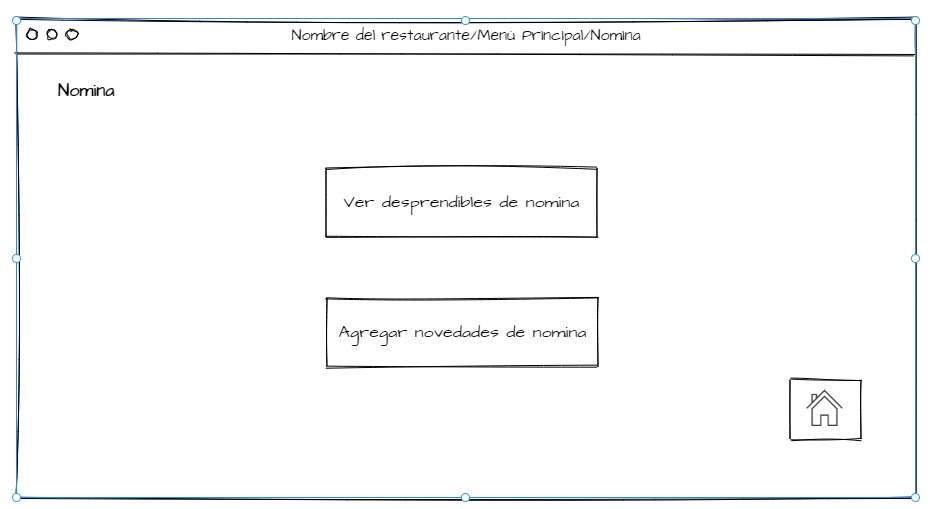 Nombre del restaurante/Menú Principal/Nomina
Nomina
Ver desprendibles de nomina
Agregar novedades de nomina